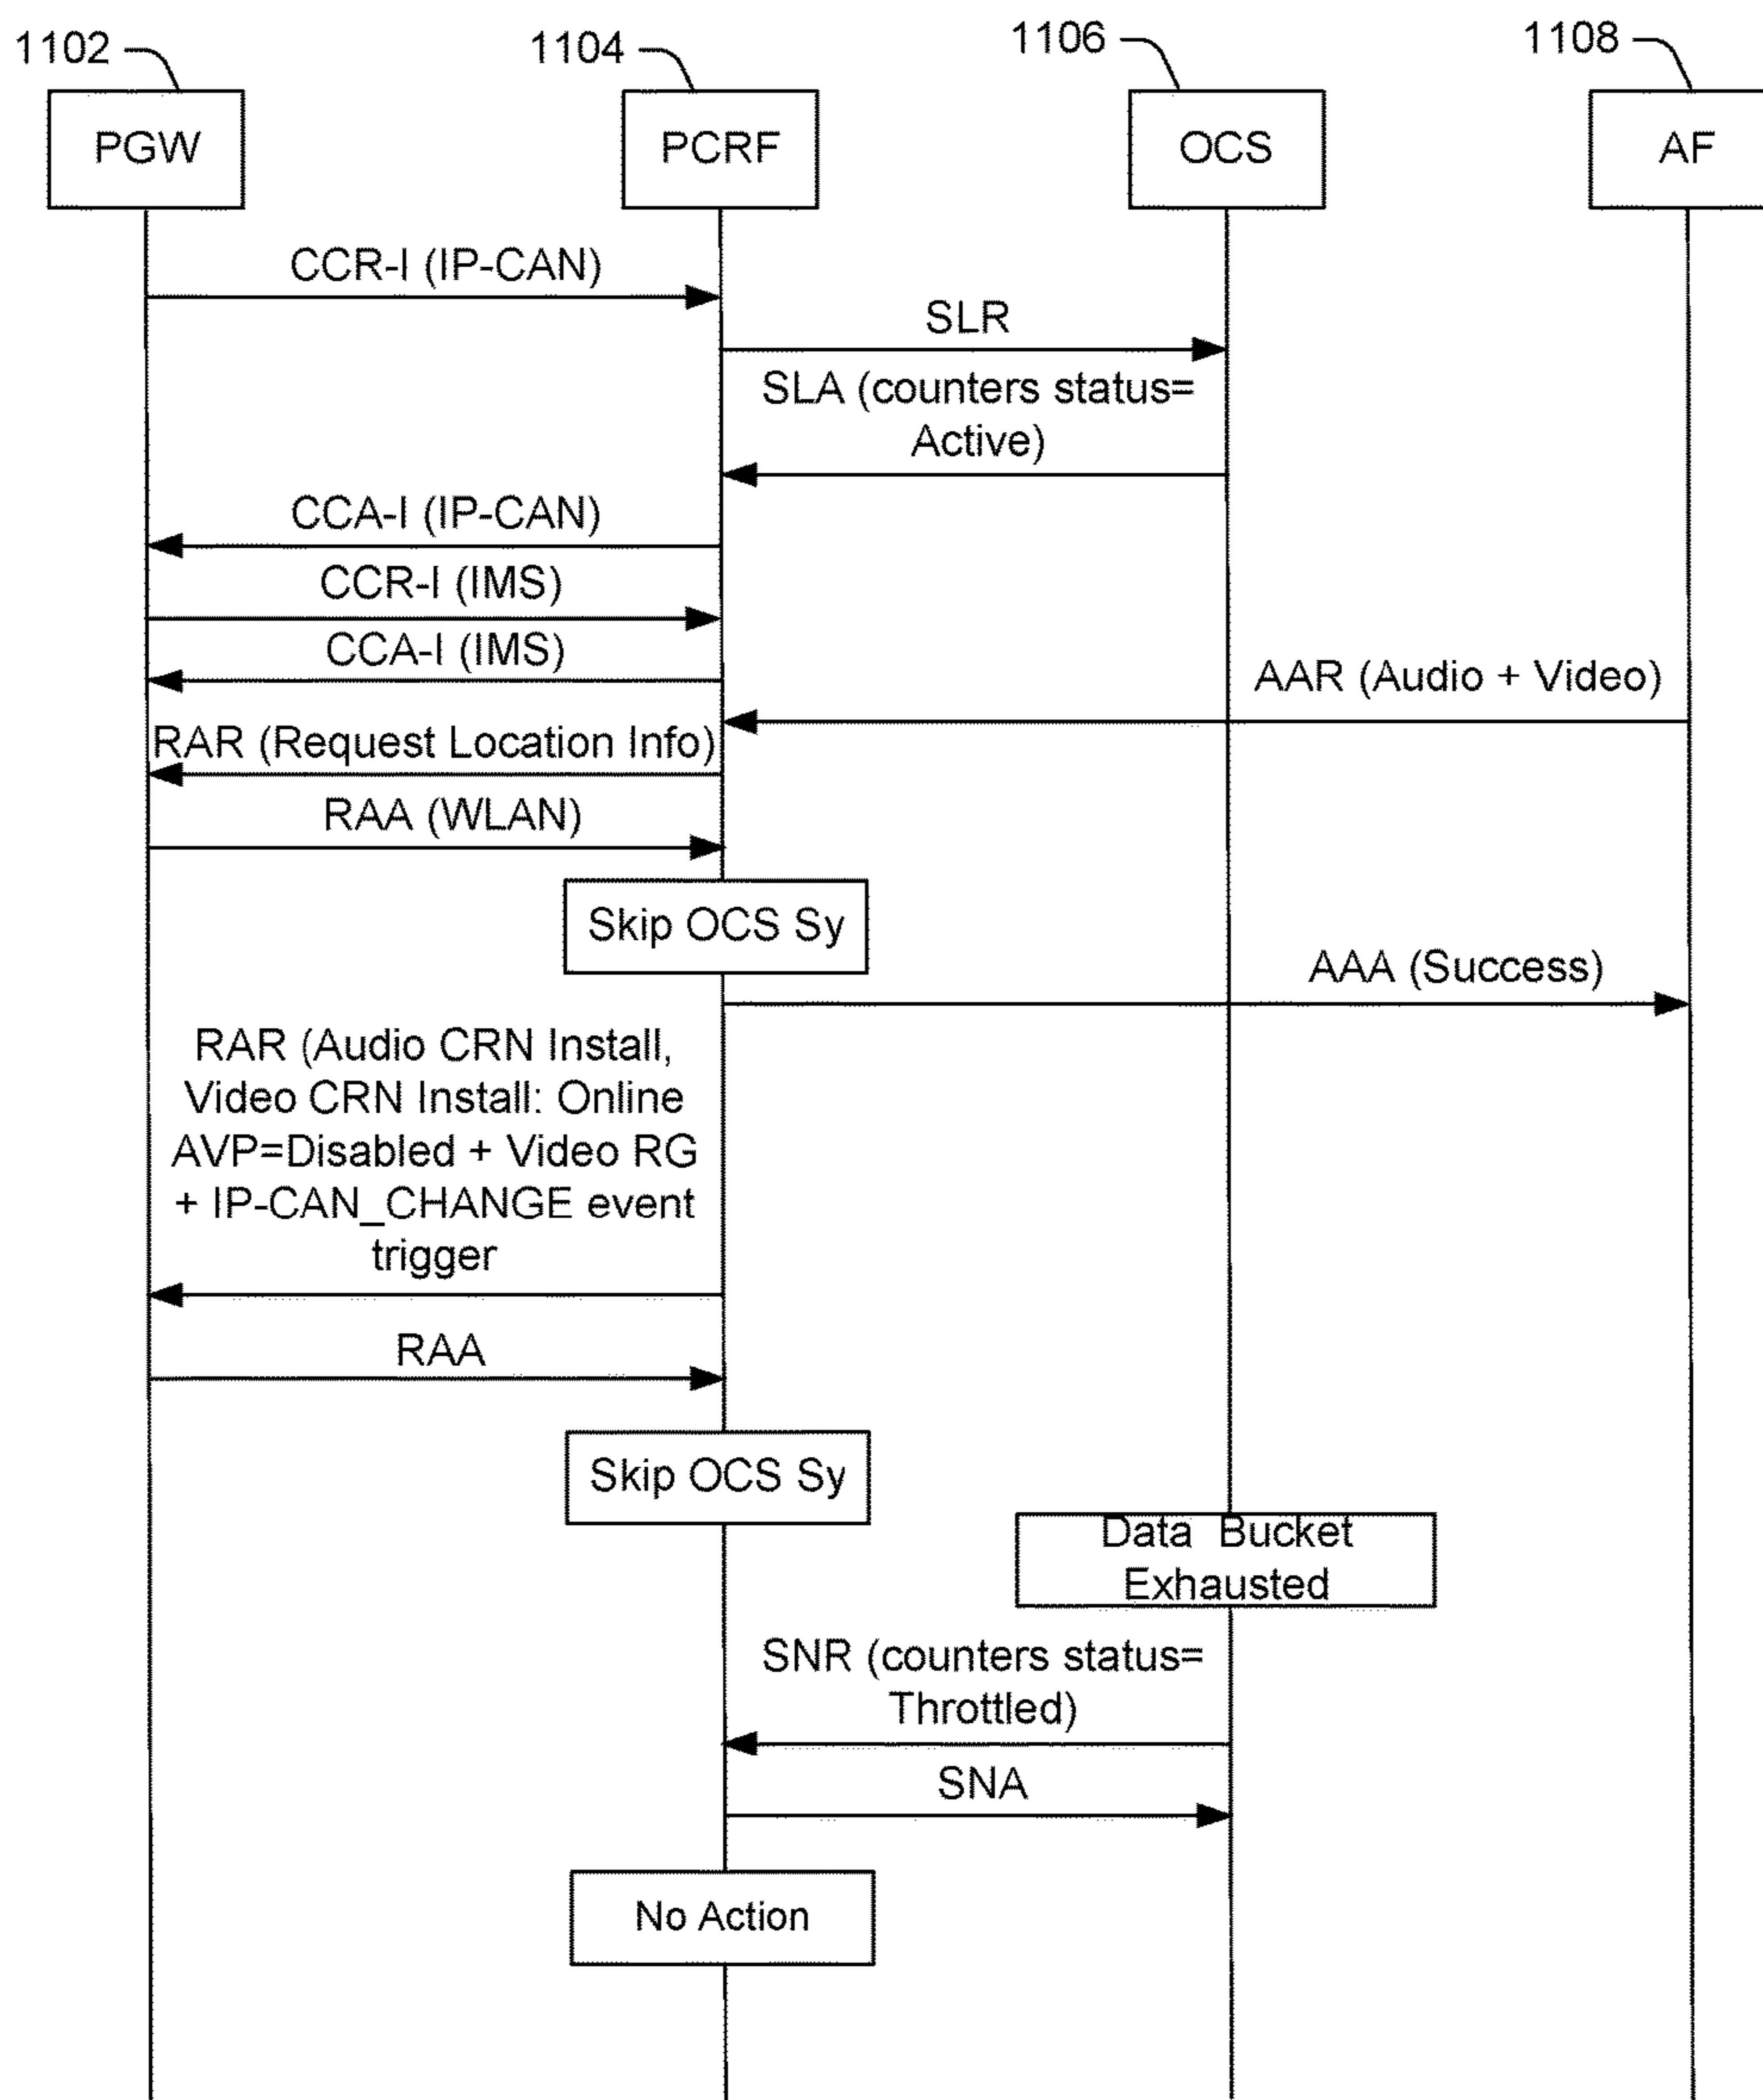 1102
1104
1106
1108
PGW
PCRF
OCS
AF
CCR-I (IP-CAN)
SLR
SLA (counters status=
Active)
CCA-I (IP-CAN)
CCR-I (IMS)
CCA-I (IMS)
AAR (Audio + Video)
RAR (Request Location Info)
RAA (WLAN)
Skip OCS Sy
AAA (Success)
RAR (Audio CRN Install,
Video CRN Install: Online
AVP=Disabled + Video RG
+ IP-CAN_CHANGE event
trigger
RAA
Skip OCS Sy
Data Bucket
Exhausted
SNR (counters status=
Throttled)
SNA
No Action